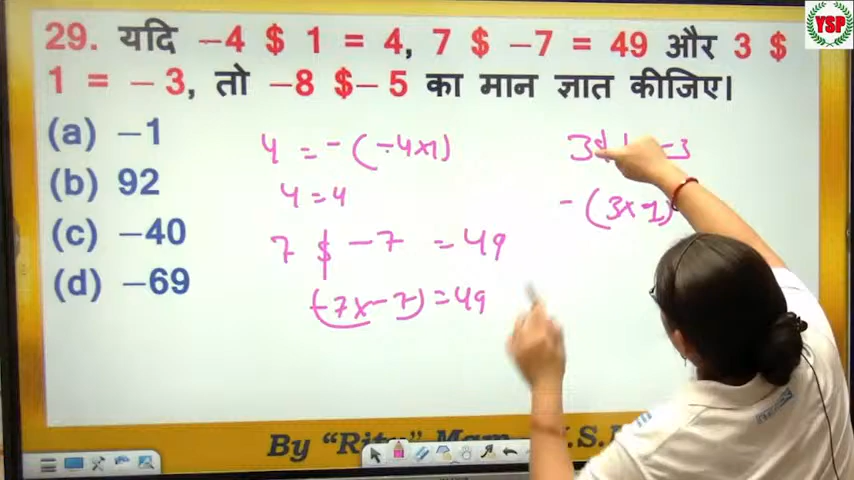 YSP
29. यदि -4 $ 1 = 4, 7 $ -7 = 49 और 3 $
1 = - 3, तो -8 $- 5 का मान ज्ञात कीजिए।
(a) -1
(b) 92
(c) -40
(d) -69
4 = -(-4×1)
4 = 4
7 $ -7 = 49
(-7×-7) = 49
-3
-(3×1)
By "Ritu Mam